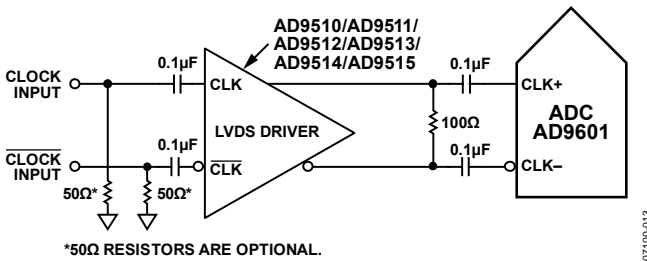 AD9510/AD9511/
AD9512/AD9513/
AD9514/AD9515
0.1µF
0.1µF
CLOCK
INPUT
CLK
CLK+
LVDS DRIVER
100Ω
ADC
AD9601
0.1µF
0.1µF
CLOCK
INPUT
CLK
CLK–
50Ω*
50Ω*
*50Ω RESISTORS ARE OPTIONAL.
07100-013